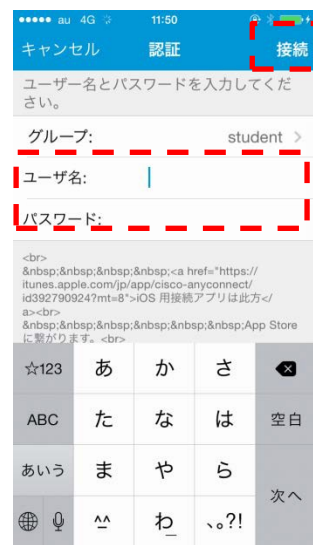 au 4G 11:50
キャンセル 認証 接続
ユーザー名とパスワードを入力してくだ
さい。
グループ: student >
ユーザ名:
パスワード:
<br>
&nbsp;&nbsp;&nbsp;&nbsp;<a href="https://
itunes.apple.com/jp/app/cisco-anyconnect/
id392790924?mt=8">iOS 用接続アプリは此方</
a><br>
&nbsp;&nbsp;&nbsp;&nbsp;&nbsp;App Store
に繋がります。<br>
☆123 あ か さ
ABC た な は 空白
あいう ま や ら
次へ
^^ わ 、。?!